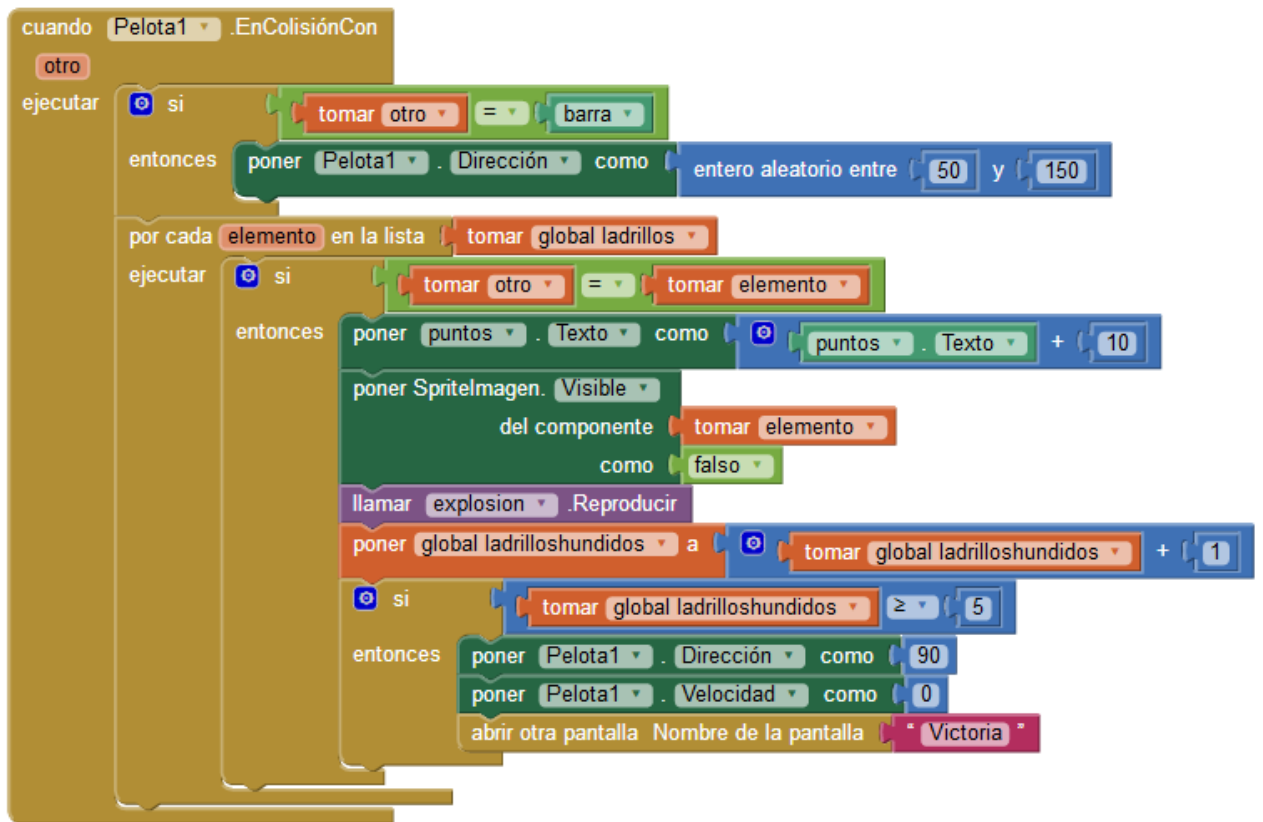 cuando Pelota1 .EnColisiónCon
otro
ejecutar si tomar otro = barra
entonces poner Pelota1 . Dirección como entero aleatorio entre 50 y 150
por cada elemento en la lista tomar global ladrillos
ejecutar si tomar otro = tomar elemento
entonces poner puntos . Texto como puntos . Texto + 10
poner SpriteImagen. Visible
del componente tomar elemento
como falso
llamar explosion .Reproducir
poner global ladrilloshundidos a tomar global ladrilloshundidos + 1
si tomar global ladrilloshundidos ≥ 5
entonces poner Pelota1 . Dirección como 90
poner Pelota1 . Velocidad como 0
abrir otra pantalla Nombre de la pantalla “ Victoria ”